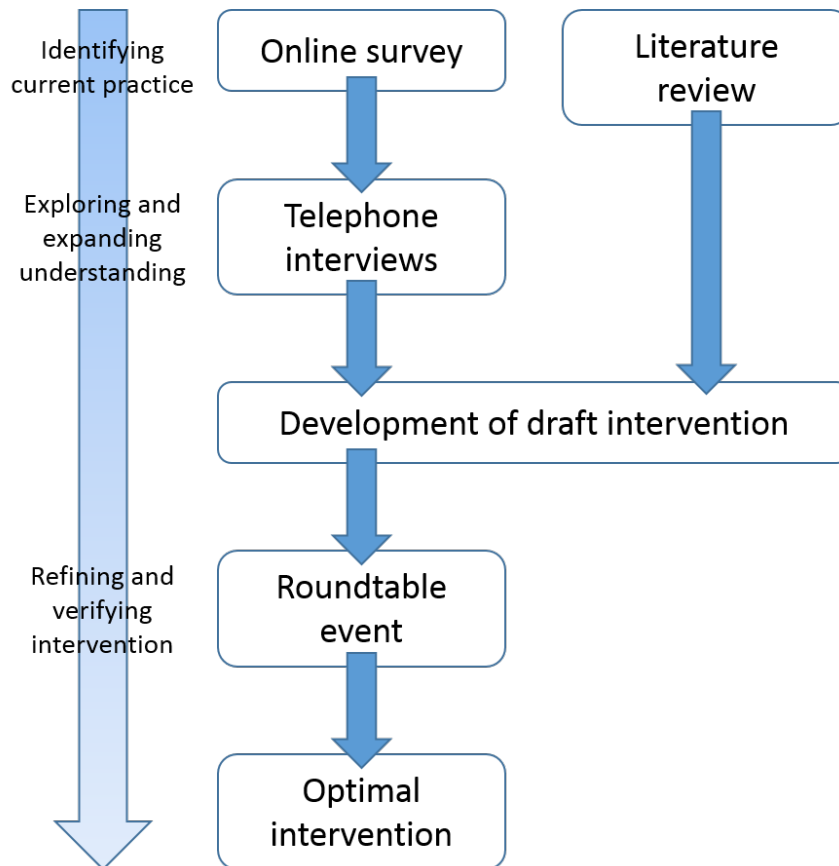 Identifying
current practice
Online survey
Literature
review
Exploring and
expanding
understanding
Telephone
interviews
Development of draft intervention
Refining and
verifying
intervention
Roundtable
event
Optimal
intervention